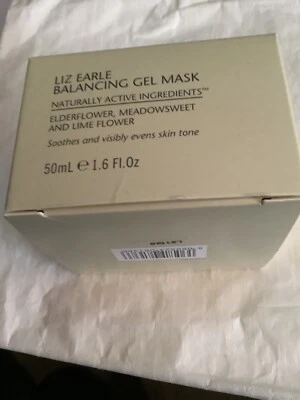 LIZ EARLE
BALANCING GEL MASK
NATURALLY ACTIVE INGREDIENTS™
ELDERFLOWER, MEADOWSWEET
AND LIME FLOWER
Soothes and visibly evens skin tone
50mL ℮ 1.6 Fl.Oz